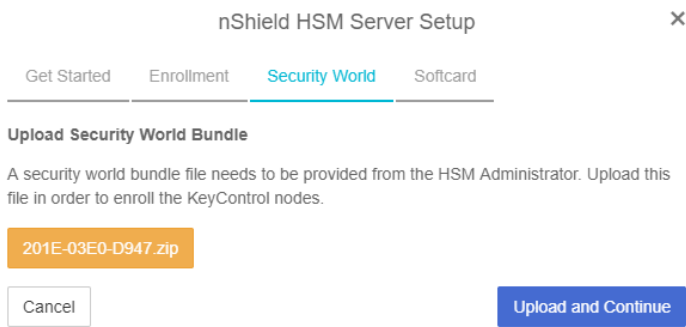 nShield HSM Server Setup
Get Started Enrollment Security World Softcard
Upload Security World Bundle
A security world bundle file needs to be provided from the HSM Administrator. Upload this
file in order to enroll the KeyControl nodes.
201E-03E0-D947.zip
Cancel Upload and Continue